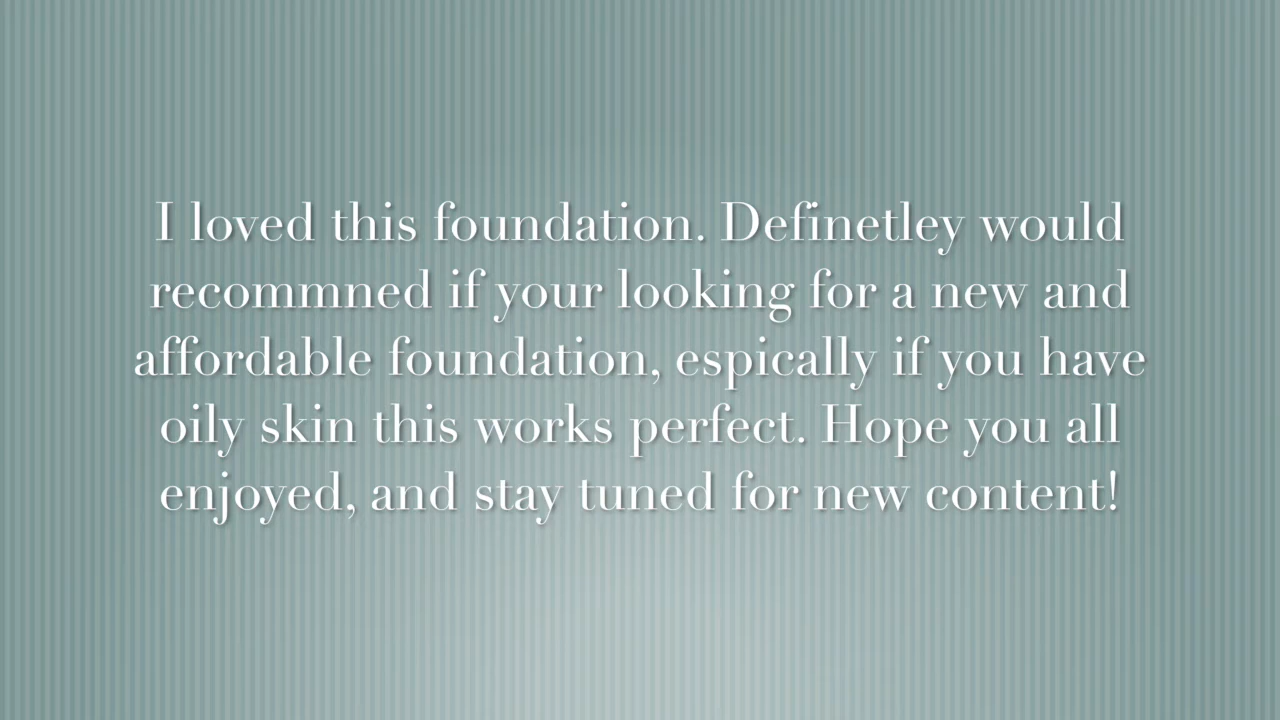 I loved this foundation. Definetley would
recommned if your looking for a new and
affordable foundation, espically if you have
oily skin this works perfect. Hope you all
enjoyed, and stay tuned for new content!